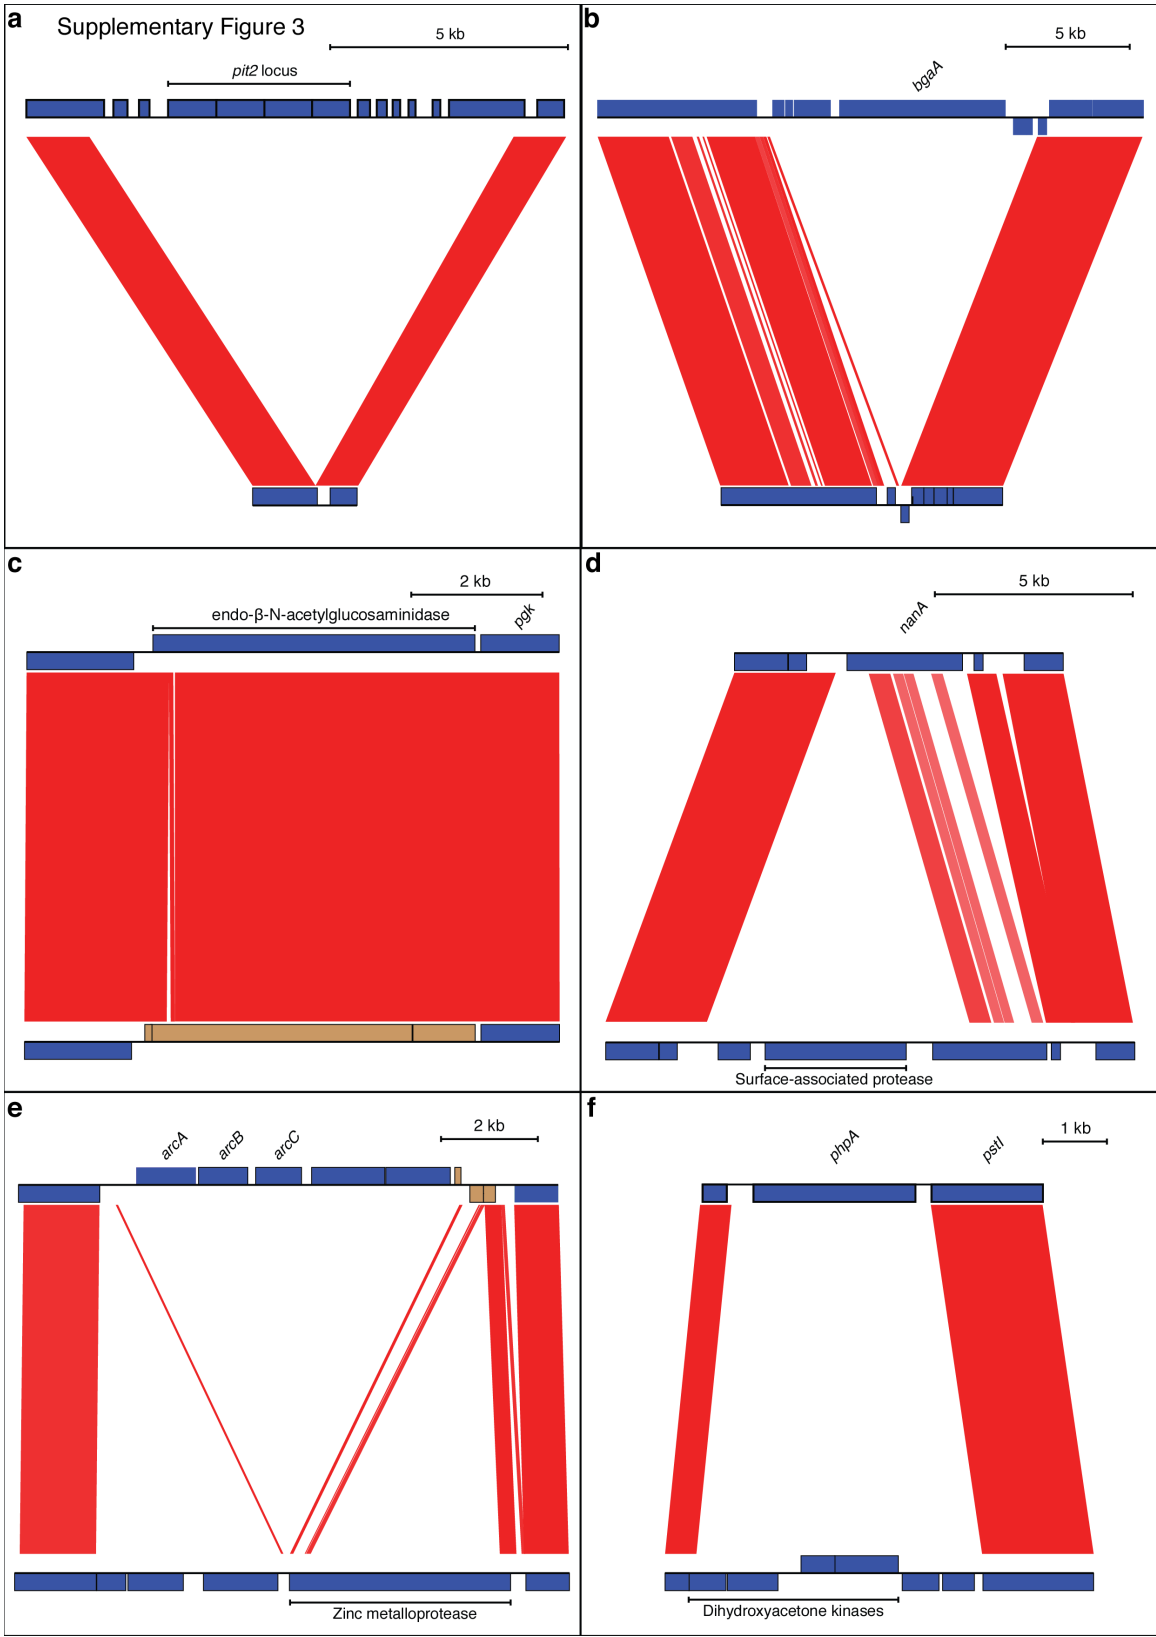 a
Supplementary Figure 3
5 kb
pit2 locus
b
5 kb
bgaA
c
2 kb
endo-β-N-acetylglucosaminidase
pgk
d
5 kb
nanA
Surface-associated protease
e
2 kb
arcA
arcB
arcC
Zinc metalloprotease
f
1 kb
phpA
pstI
Dihydroxyacetone kinases